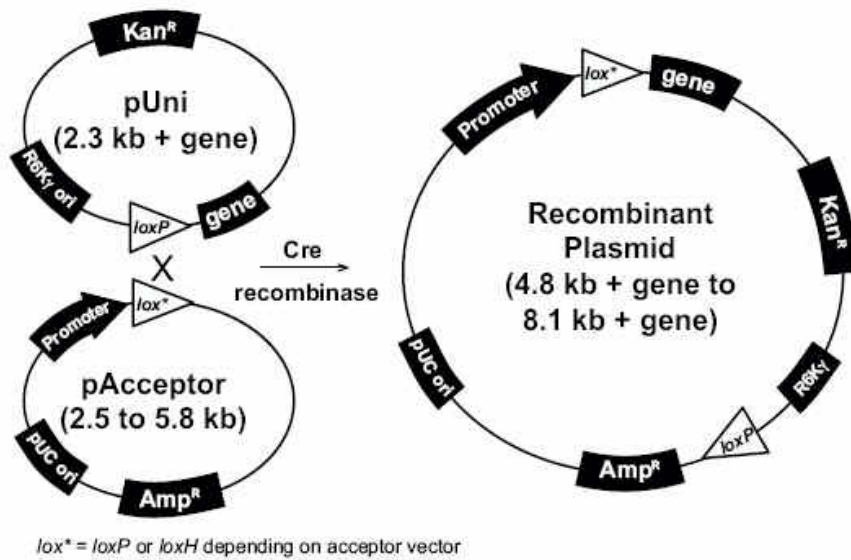 Kanᴿ
pUni
(2.3 kb + gene)
R6Kγ ori
loxP
gene
X
Cre
recombinase
Promoter
lox*
pAcceptor
(2.5 to 5.8 kb)
pUC ori
Ampᴿ
Promoter
lox*
gene
Kanᴿ
Recombinant
Plasmid
(4.8 kb + gene to
8.1 kb + gene)
pUC ori
R6Kγ
loxP
Ampᴿ
lox* = loxP or loxH depending on acceptor vector